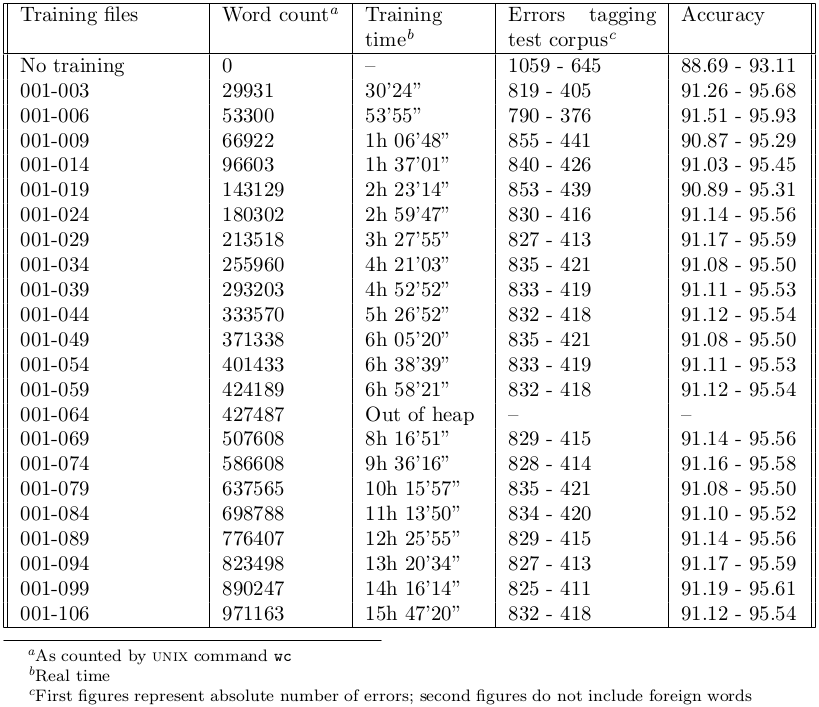 Training files Word count^a Training Errors tagging Accuracy
time^b test corpus^c
No training 0 – 1059 - 645 88.69 - 93.11
001-003 29931 30'24” 819 - 405 91.26 - 95.68
001-006 53300 53'55” 790 - 376 91.51 - 95.93
001-009 66922 1h 06'48” 855 - 441 90.87 - 95.29
001-014 96603 1h 37'01” 840 - 426 91.03 - 95.45
001-019 143129 2h 23'14” 853 - 439 90.89 - 95.31
001-024 180302 2h 59'47” 830 - 416 91.14 - 95.56
001-029 213518 3h 27'55” 827 - 413 91.17 - 95.59
001-034 255960 4h 21'03” 835 - 421 91.08 - 95.50
001-039 293203 4h 52'52” 833 - 419 91.11 - 95.53
001-044 333570 5h 26'52” 832 - 418 91.12 - 95.54
001-049 371338 6h 05'20” 835 - 421 91.08 - 95.50
001-054 401433 6h 38'39” 833 - 419 91.11 - 95.53
001-059 424189 6h 58'21” 832 - 418 91.12 - 95.54
001-064 427487 Out of heap – –
001-069 507608 8h 16'51” 829 - 415 91.14 - 95.56
001-074 586608 9h 36'16” 828 - 414 91.16 - 95.58
001-079 637565 10h 15'57” 835 - 421 91.08 - 95.50
001-084 698788 11h 13'50” 834 - 420 91.10 - 95.52
001-089 776407 12h 25'55” 829 - 415 91.14 - 95.56
001-094 823498 13h 20'34” 827 - 413 91.17 - 95.59
001-099 890247 14h 16'14” 825 - 411 91.19 - 95.61
001-106 971163 15h 47'20” 832 - 418 91.12 - 95.54
^aAs counted by UNIX command wc
^bReal time
^cFirst figures represent absolute number of errors; second figures do not include foreign words